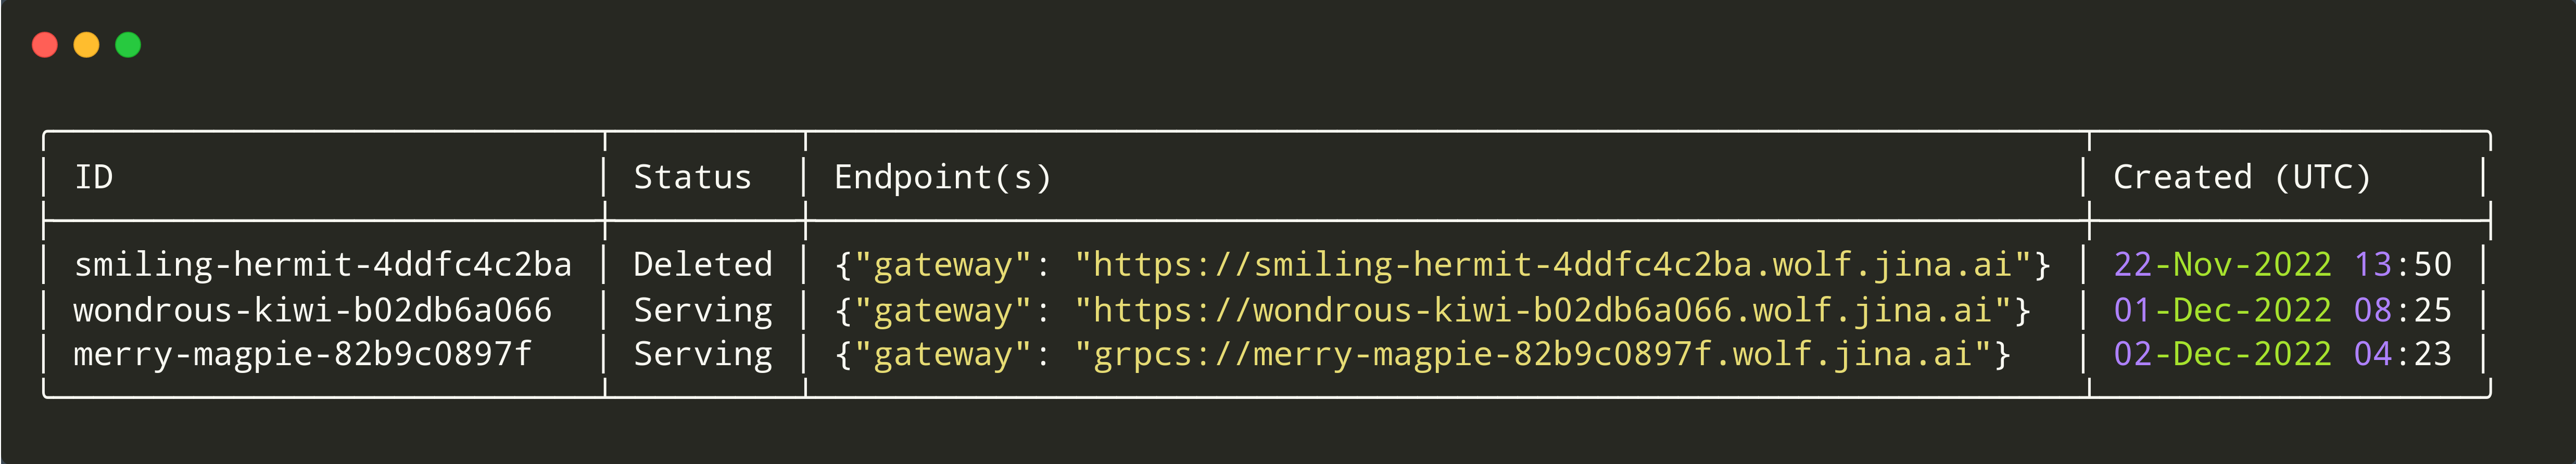 ID Status Endpoint(s) Created (UTC)
smiling-hermit-4ddfc4c2ba Deleted {"gateway": "https://smiling-hermit-4ddfc4c2ba.wolf.jina.ai"} 22-Nov-2022 13:50
wondrous-kiwi-b02db6a066 Serving {"gateway": "https://wondrous-kiwi-b02db6a066.wolf.jina.ai"} 01-Dec-2022 08:25
merry-magpie-82b9c0897f Serving {"gateway": "grpcs://merry-magpie-82b9c0897f.wolf.jina.ai"} 02-Dec-2022 04:23